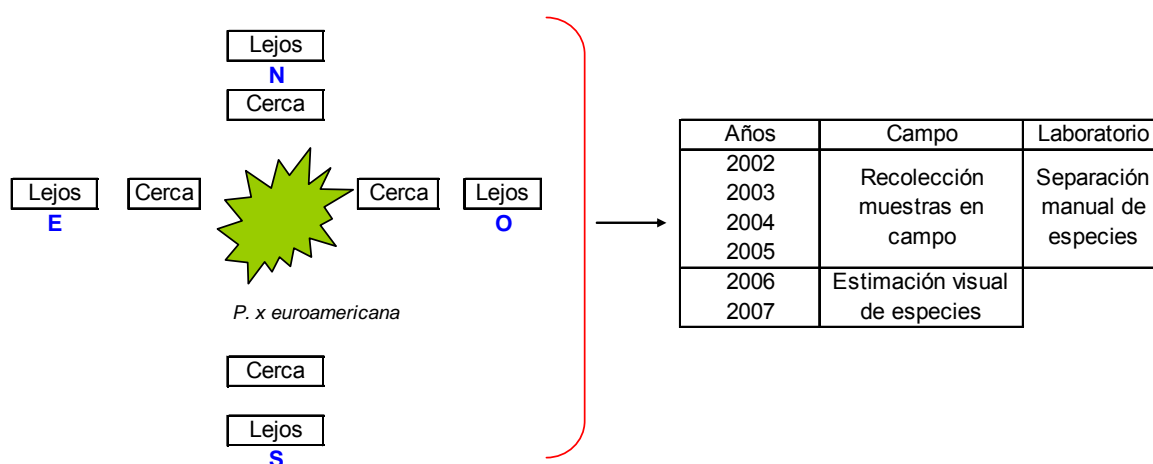 Lejos
N
Cerca
Lejos
Cerca
Cerca
Lejos
E
O
P. x euroamericana
Cerca
Lejos
S
Años Campo Laboratorio
2002
2003
2004
2005
Recolección
muestras en
campo
Separación
manual de
especies
2006
2007
Estimación visual
de especies